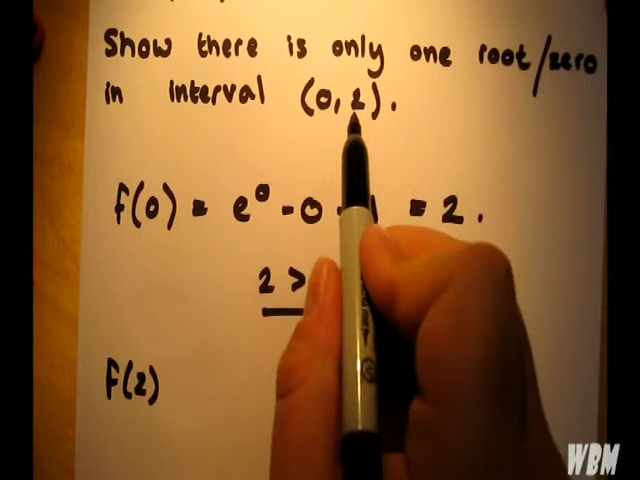 Show there is only one root/zero
in interval (0, 2).
f(0) = e⁰ - 0 = 2.
2 >
f(2)
WBM